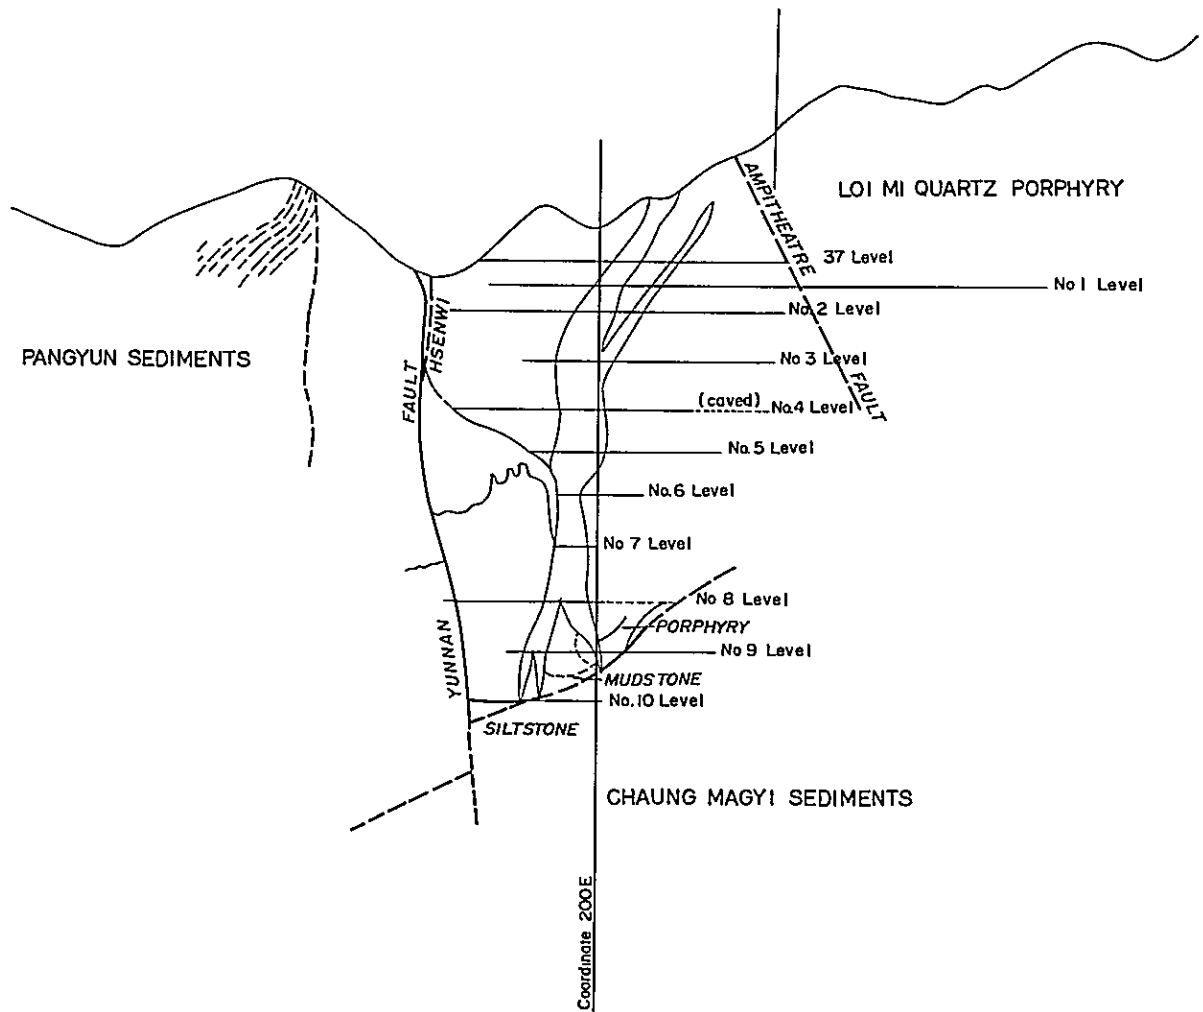 LOI MI QUARTZ PORPHYRY
AMPITHEATRE
FAULT
37 Level
No 1 Level
No. 2 Level
HSENWI
PANGYUN SEDIMENTS
No 3 Level
FAULT
(caved) No. 4 Level
No. 5 Level
No. 6 Level
No 7 Level
No 8 Level
PORPHYRY
No 9 Level
YUNNAN
MUDSTONE
No. 10 Level
SILTSTONE
CHAUNG MAGYI SEDIMENTS
Coordinate 200E